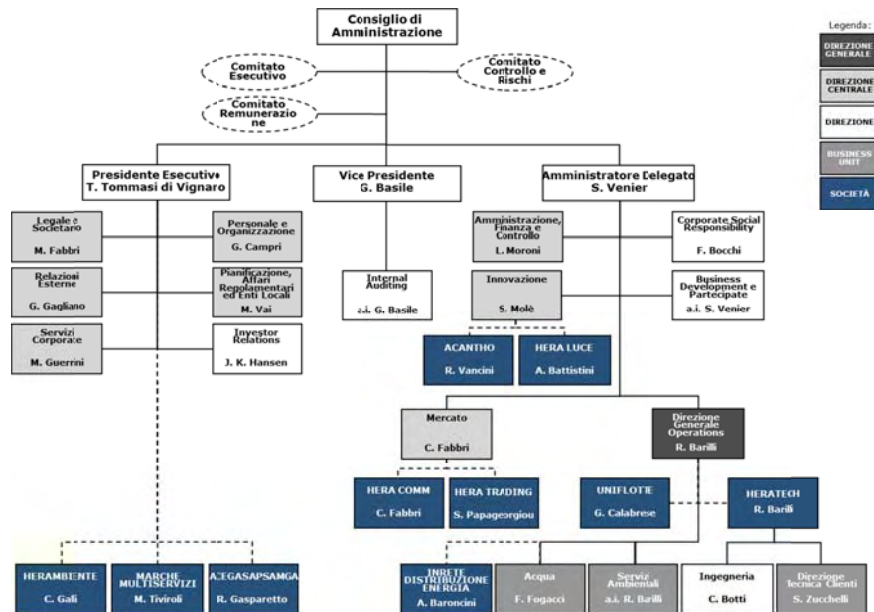 Consiglio di
Amministrazione
Legenda:
DIREZIONE
GENERALE
DIREZIONE
CENTRALE
DIREZIONE
BUSINESS
UNIT
SOCIETÀ
Comitato
Esecutivo
Comitato
Controllo e
Rischi
Comitato
Remunerazio
ne
Presidente Esecutivo
T. Tommasi di Vignaro
Vice Presidente
G. Basile
Amministratore Delegato
S. Venier
Legale e
Societario
M. Fabbri
Personale e
Organizzazione
G. Campri
Relazioni
Esterne
G. Gagliano
Pianificazione,
Affari
Regolamentari
ed Enti Locali
M. Vai
Servizi
Corporate
M. Guerrini
Investor
Relations
J. K. Hansen
Internal
Auditing
a.i. G. Basile
Amministrazione,
Finanza e
Controllo
L. Moroni
Corporate Social
Responsibility
F. Bocchi
Innovazione
S. Molè
Business
Development e
Partecipate
a.i. S. Venier
ACANTHO
R. Vancini
HERA LUCE
A. Battistini
Mercato
C. Fabbri
Direzione
Generale
Operations
R. Barilli
HERA COMM
C. Fabbri
HERA TRADING
S. Papageorgiou
UNIFLOTTE
G. Calabrese
HERATECH
R. Barili
HERAMBIENTE
C. Gali
MARCHE
MULTISERVIZI
M. Tiviroli
ACEGASAPSAMGA
R. Gasparetto
INRETE
DISTRIBUZIONE
ENERGIA
A. Baroncini
Acqua
F. Fogacci
Servizi
Ambientali
a.i. R. Barilli
Ingegneria
C. Botti
Direzione
Tecnica Clienti
S. Zucchelli